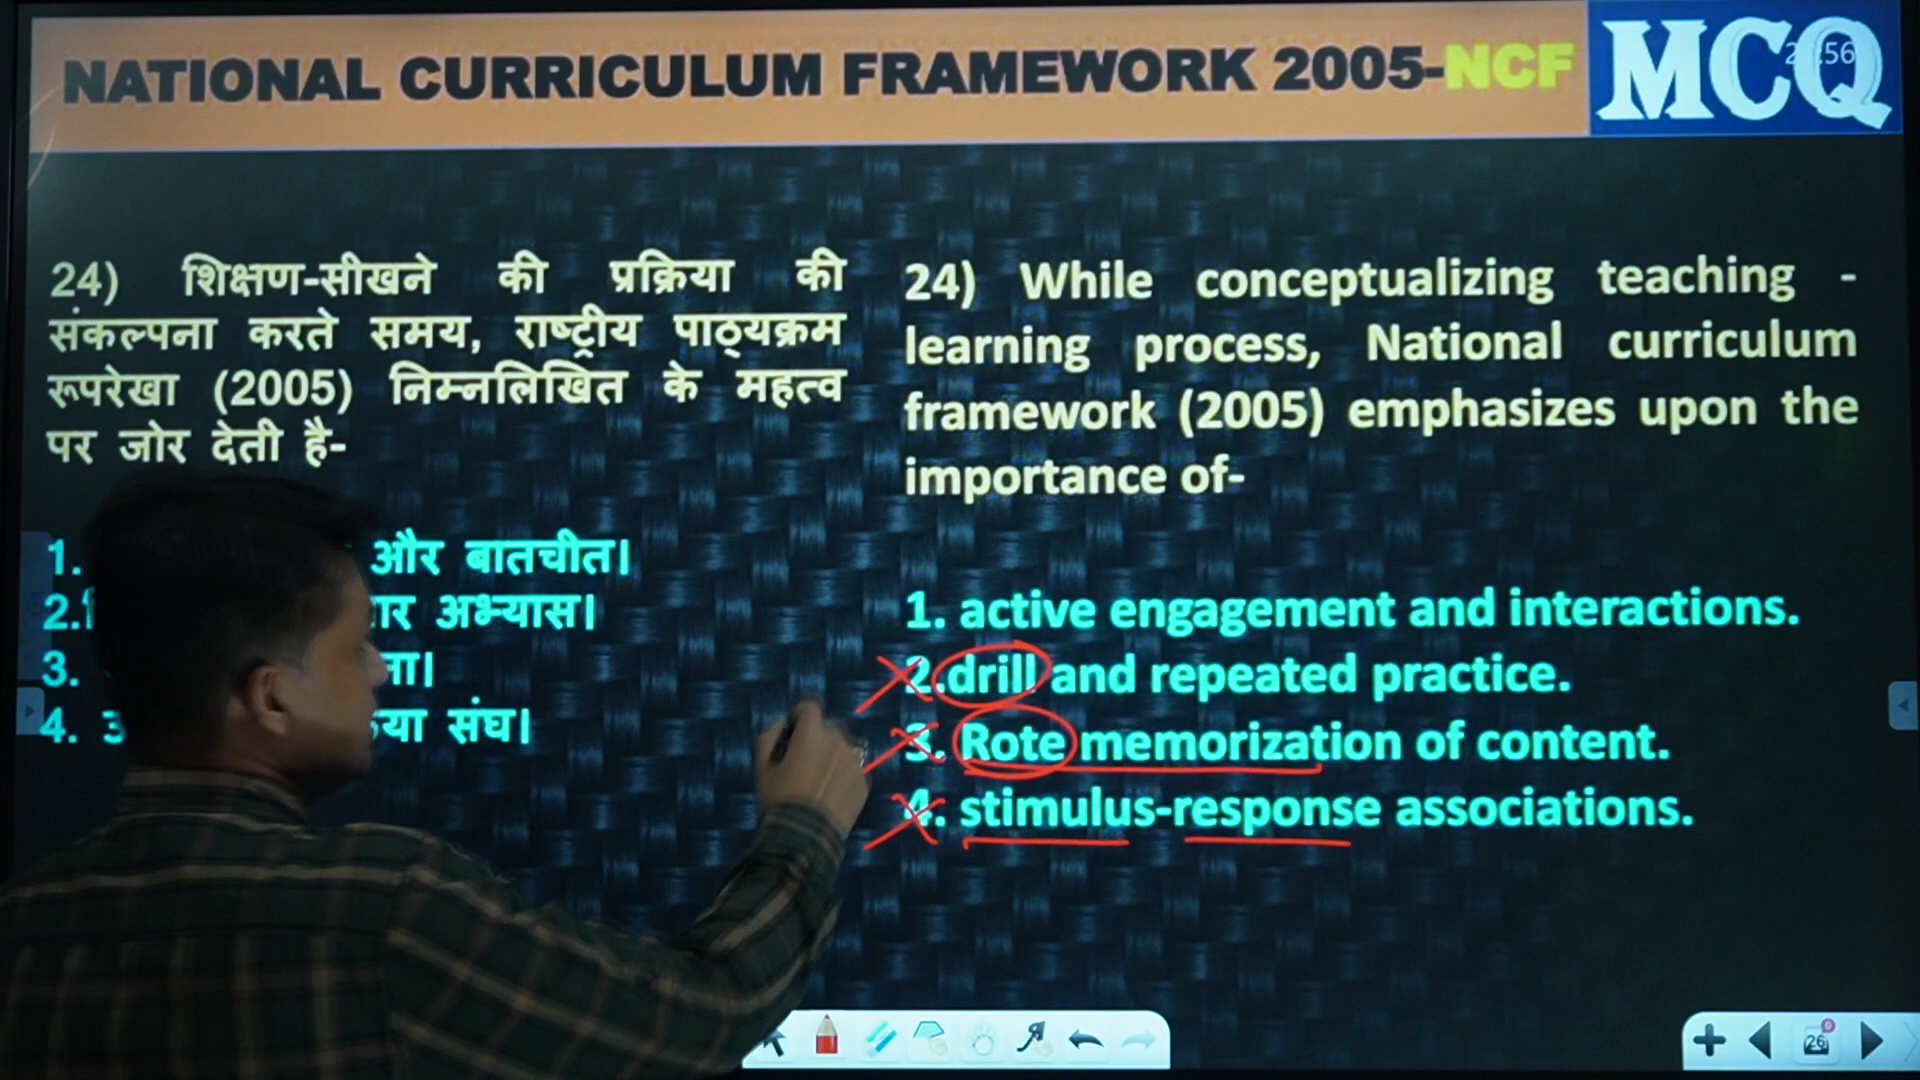 NATIONAL CURRICULUM FRAMEWORK 2005-NCF
MCQ
24) शिक्षण-सीखने की प्रक्रिया की
संकल्पना करते समय, राष्ट्रीय पाठ्यक्रम
रूपरेखा (2005) निम्नलिखित के महत्व
पर जोर देती है-
1. और बातचीत।
2. अभ्यास।
3.
4. संघ।
24) While conceptualizing teaching -
learning process, National curriculum
framework (2005) emphasizes upon the
importance of-
1. active engagement and interactions.
2.drill and repeated practice.
3. Rote memorization of content.
4. stimulus-response associations.
26
0